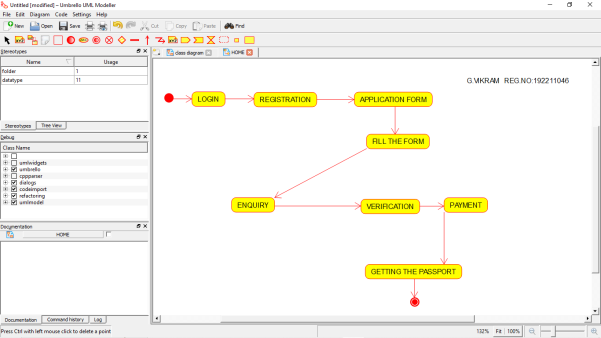 Untitled [modified] – Umbrello UML Modeller
File Edit Diagram Code Settings Help
New Open Save Undo Cut Copy Paste Find
Stereotypes
class diagram HOME
Name Usage
folder 1
datatype 11
Stereotypes Tree View
Debug
Class Name
umlwidgets
umbrello
cppparser
dialogs
codeimport
refactoring
umlmodel
Documentation
HOME
Documentation Command history Log
Press Ctrl with left mouse click to delete a point
132% Fit 100%
G.VIKRAM REG.NO:192211046
LOGIN REGISTRATION APPLICATION FORM
FILL THE FORM
ENQUIRY VERIFICATION PAYMENT
GETTING THE PASSPORT